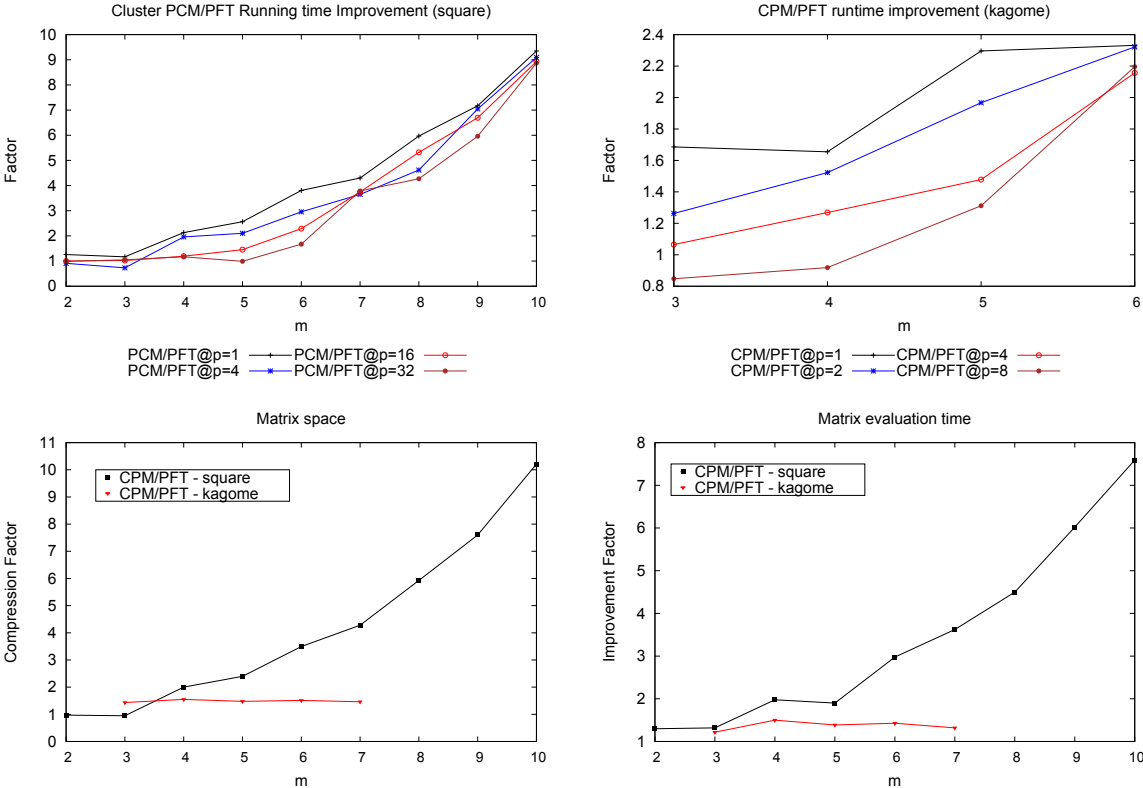 Cluster PCM/PFT Running time Improvement (square)
10
9
8
7
6
5
4
3
2
1
0
Factor
2 3 4 5 6 7 8 9 10
m
PCM/PFT@p=1 PCM/PFT@p=16
PCM/PFT@p=4 PCM/PFT@p=32
CPM/PFT runtime improvement (kagome)
2.4
2.2
2
1.8
1.6
1.4
1.2
1
0.8
Factor
3 4 5 6
m
CPM/PFT@p=1 CPM/PFT@p=4
CPM/PFT@p=2 CPM/PFT@p=8
Matrix space
11
10
9
8
7
6
5
4
3
2
1
0
Compression Factor
CPM/PFT - square
CPM/PFT - kagome
2 3 4 5 6 7 8 9 10
m
Matrix evaluation time
8
7
6
5
4
3
2
1
Improvement Factor
CPM/PFT - square
CPM/PFT - kagome
2 3 4 5 6 7 8 9 10
m